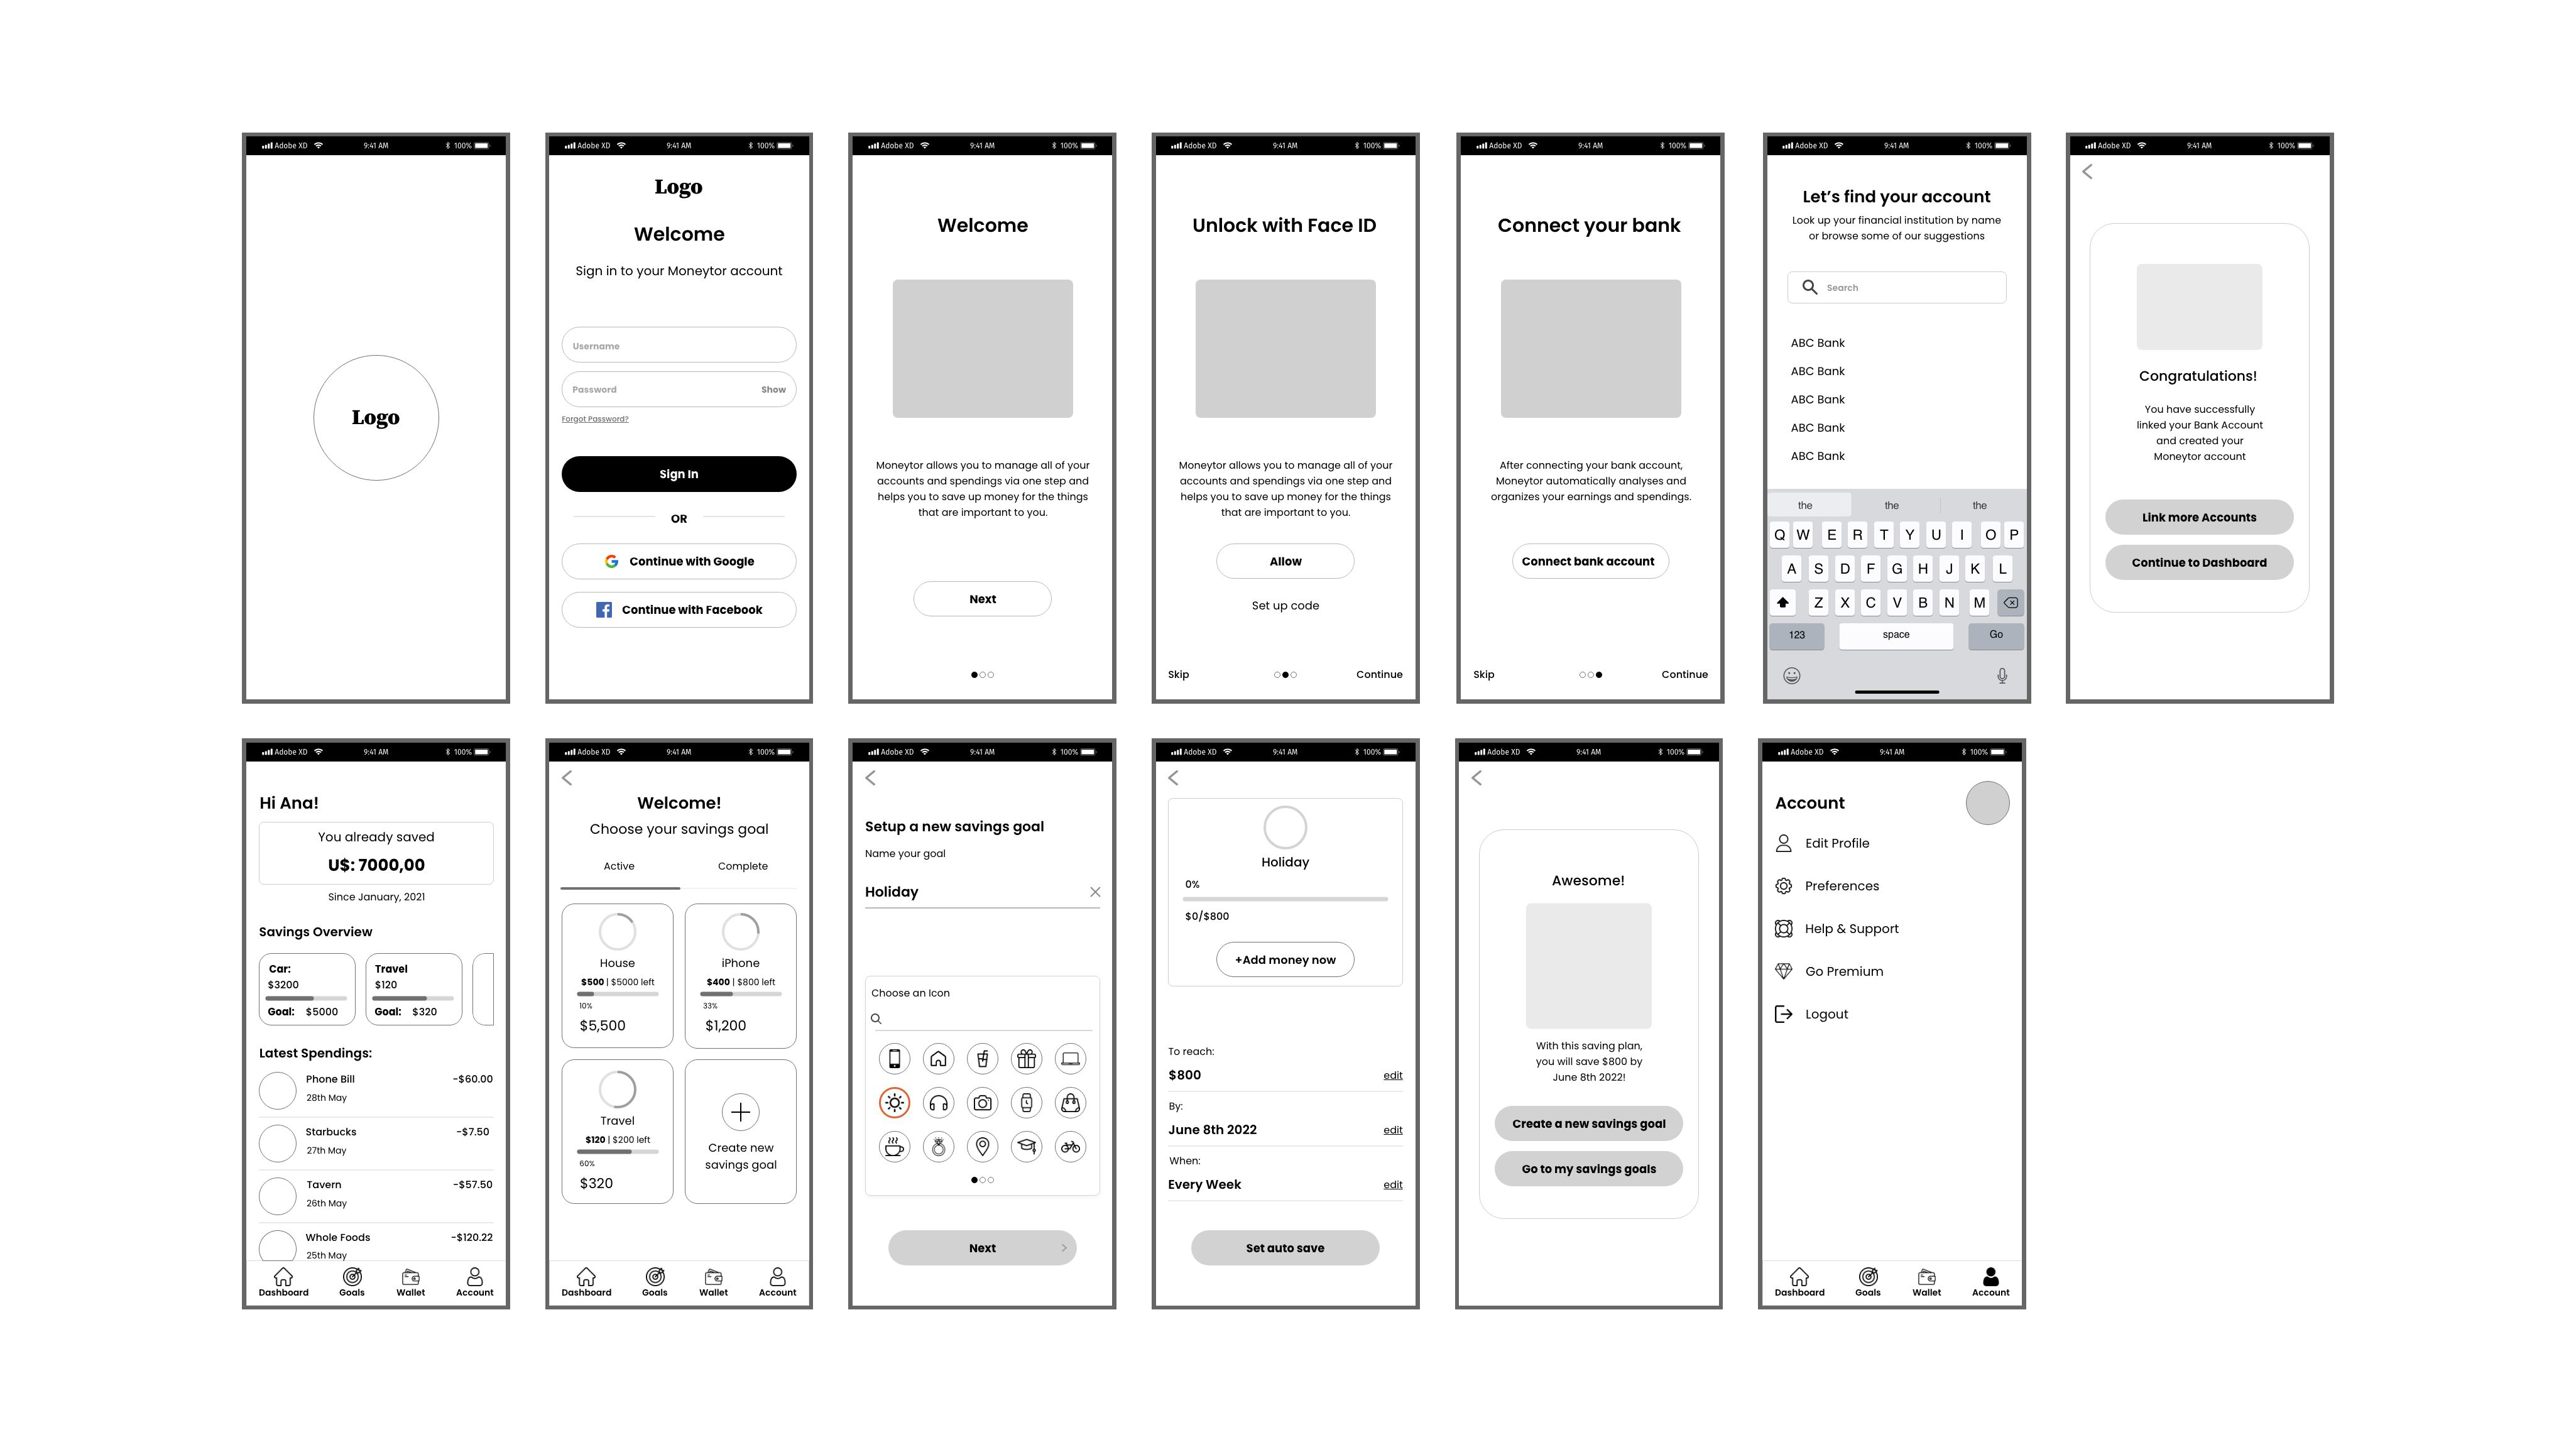 Adobe XD 9:41 AM 100%
Logo
Adobe XD 9:41 AM 100%
Logo
Welcome
Sign in to your Moneytor account
Username
Password Show
Forgot Password?
Sign In
OR
Continue with Google
Continue with Facebook
Adobe XD 9:41 AM 100%
Welcome
Moneytor allows you to manage all of your
accounts and spendings via one step and
helps you to save up money for the things
that are important to you.
Next
Adobe XD 9:41 AM 100%
Unlock with Face ID
Moneytor allows you to manage all of your
accounts and spendings via one step and
helps you to save up money for the things
that are important to you.
Allow
Set up code
Skip Continue
Adobe XD 9:41 AM 100%
Connect your bank
After connecting your bank account,
Moneytor automatically analyses and
organizes your earnings and spendings.
Connect bank account
Skip Continue
Adobe XD 9:41 AM 100%
Let's find your account
Look up your financial institution by name
or browse some of our suggestions
Search
ABC Bank
ABC Bank
ABC Bank
ABC Bank
ABC Bank
the the the
Q W E R T Y U I O P
A S D F G H J K L
Z X C V B N M
123 space Go
Adobe XD 9:41 AM 100%
Congratulations!
You have successfully
linked your Bank Account
and created your
Moneytor account
Link more Accounts
Continue to Dashboard
Adobe XD 9:41 AM 100%
Hi Ana!
You already saved
U$: 7000,00
Since January, 2021
Savings Overview
Car: Travel
$3200 $120
Goal: $5000 Goal: $320
Latest Spendings:
Phone Bill -$60.00
28th May
Starbucks -$7.50
27th May
Tavern -$57.50
26th May
Whole Foods -$120.22
25th May
Dashboard Goals Wallet Account
Adobe XD 9:41 AM 100%
Welcome!
Choose your savings goal
Active Complete
House iPhone
$500 | $5000 left $400 | $800 left
10% 33%
$5,500 $1,200
Travel
$120 | $200 left
60%
$320
Create new
savings goal
Dashboard Goals Wallet Account
Adobe XD 9:41 AM 100%
Setup a new savings goal
Name your goal
Holiday
Choose an Icon
Next
Adobe XD 9:41 AM 100%
Holiday
0%
$0/$800
+Add money now
To reach:
$800 edit
By:
June 8th 2022 edit
When:
Every Week edit
Set auto save
Adobe XD 9:41 AM 100%
Awesome!
With this saving plan,
you will save $800 by
June 8th 2022!
Create a new savings goal
Go to my savings goals
Adobe XD 9:41 AM 100%
Account
Edit Profile
Preferences
Help & Support
Go Premium
Logout
Dashboard Goals Wallet Account